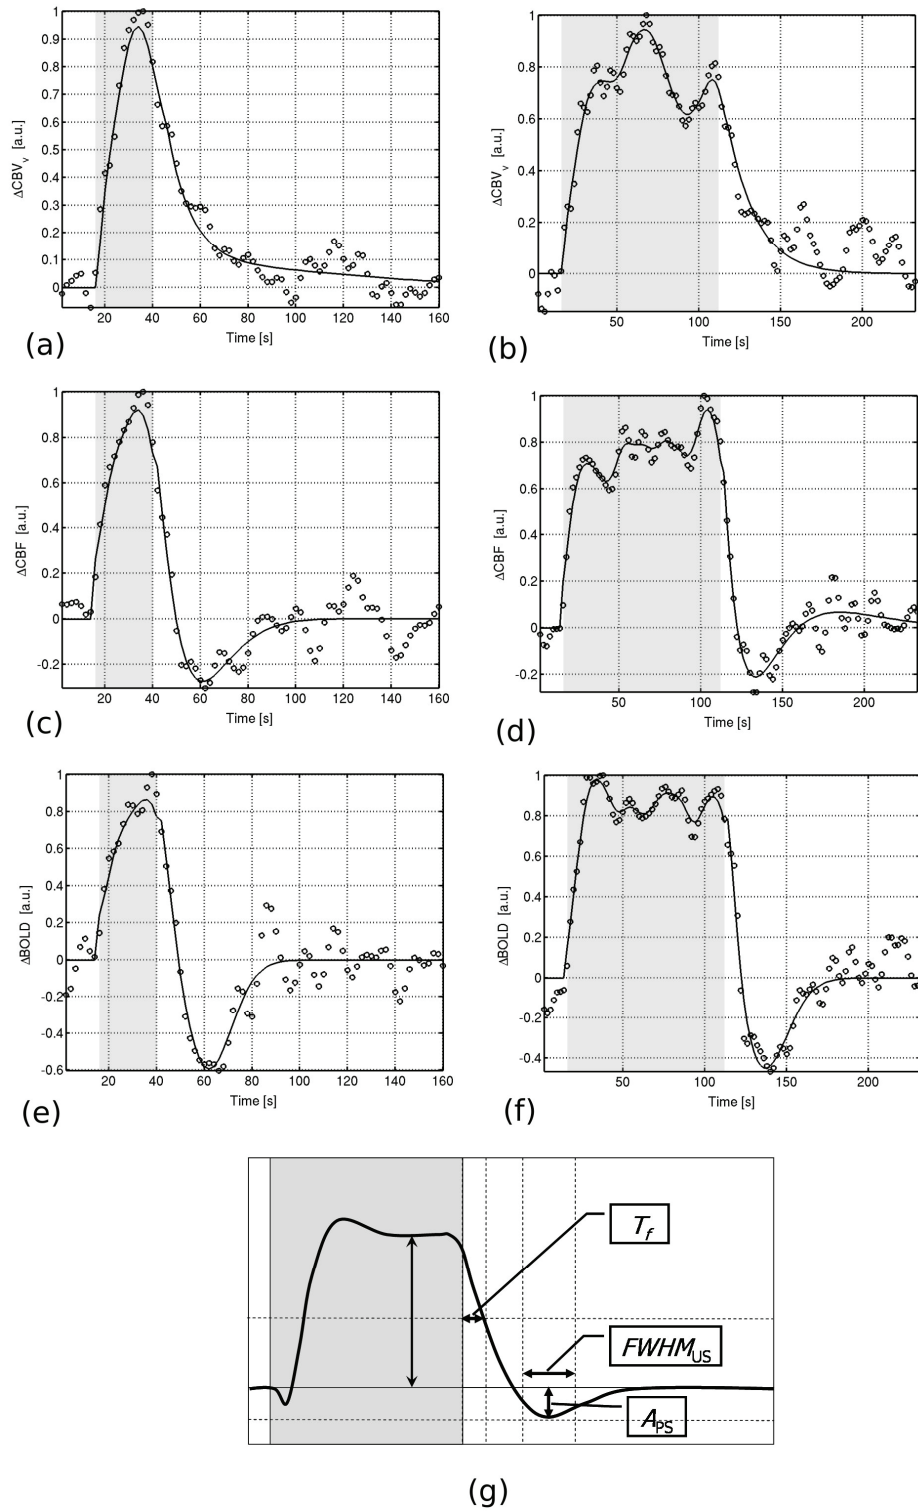 1
0.9
0.8
0.7
0.6
0.5
0.4
0.3
0.2
0.1
0
ΔCBVv [a.u.]
20 40 60 80 100 120 140 160
Time [s]
(a)
1
0.8
0.6
0.4
0.2
0
ΔCBVv [a.u.]
50 100 150 200
Time [s]
(b)
1
0.8
0.6
0.4
0.2
0
-0.2
ΔCBF [a.u.]
20 40 60 80 100 120 140 160
Time [s]
(c)
1
0.8
0.6
0.4
0.2
0
-0.2
ΔCBF [a.u.]
50 100 150 200
Time [s]
(d)
1
0.8
0.6
0.4
0.2
0
-0.2
-0.4
-0.6
ΔBOLD [a.u.]
20 40 60 80 100 120 140 160
Time [s]
(e)
1
0.8
0.6
0.4
0.2
0
-0.2
-0.4
ΔBOLD [a.u.]
50 100 150 200
Time [s]
(f)
Tf
FWHMUS
APS
(g)